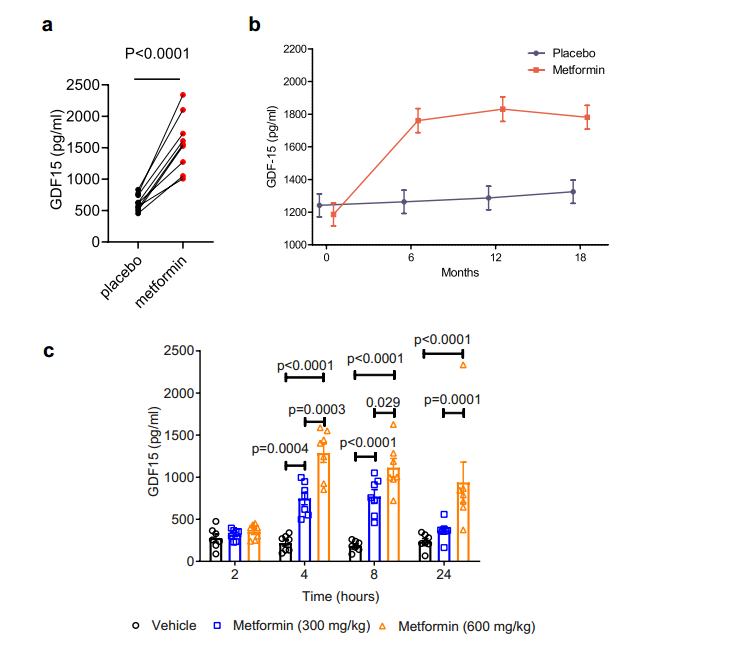 a
P<0.0001
GDF15 (pg/ml)
2500
2000
1500
1000
500
0
placebo
metformin
b
GDF-15 (pg/ml)
2200
2000
1800
1600
1400
1200
1000
Placebo
Metformin
0 6 12 18
Months
c
GDF15 (pg/ml)
2500
2000
1500
1000
500
0
p<0.0001
p=0.0003
p=0.0004
p<0.0001
0.029
p<0.0001
p<0.0001
p=0.0001
2 4 8 24
Time (hours)
Vehicle Metformin (300 mg/kg) Metformin (600 mg/kg)